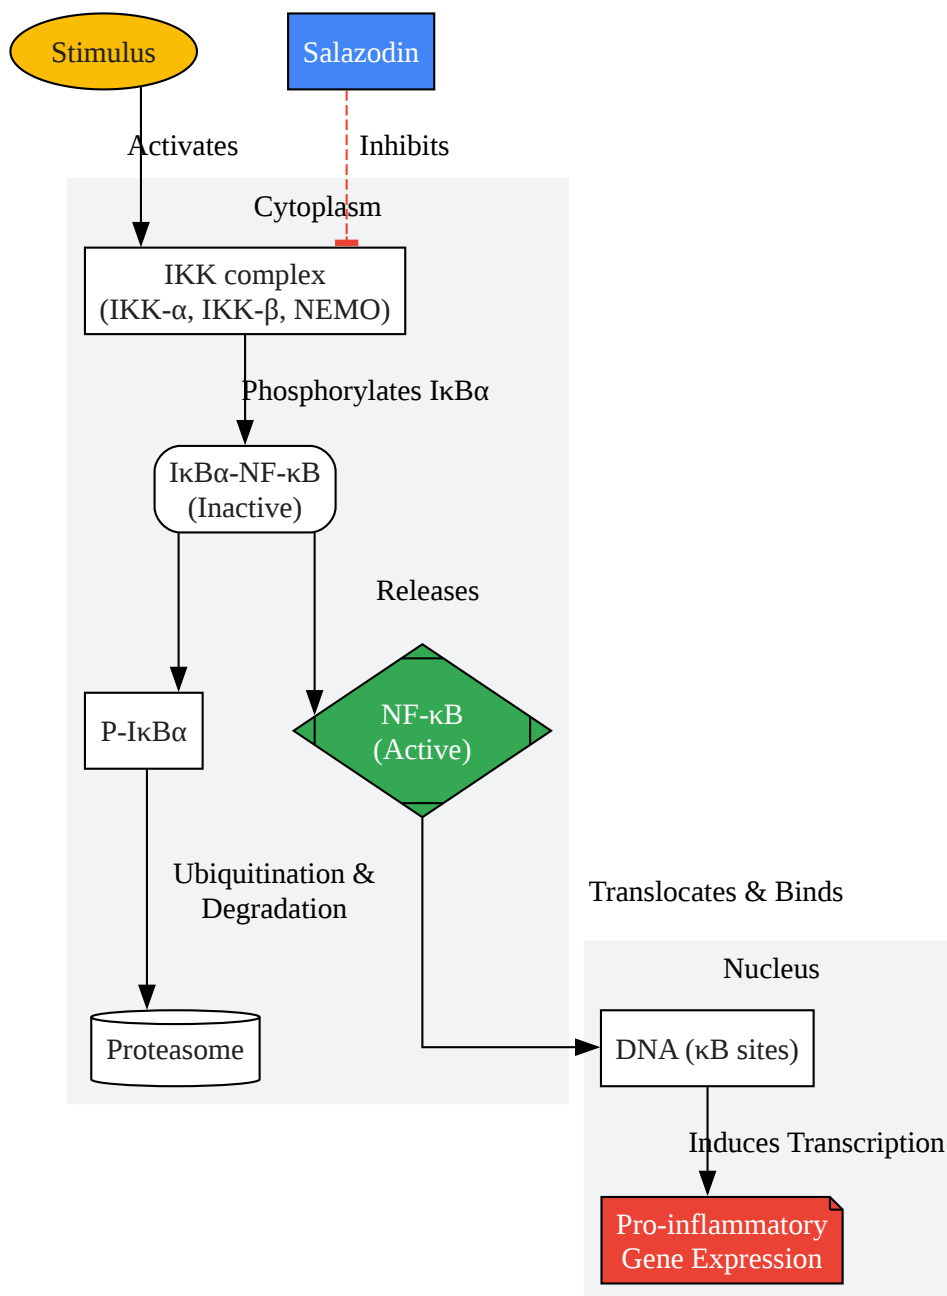 Stimulus
Salazodin
Activates
Inhibits
Cytoplasm
IKK complex
(IKK-α, IKK-β, NEMO)
Phosphorylates IκBα
IκBα-NF-κB
(Inactive)
Releases
P-IκBα
NF-κB
(Active)
Ubiquitination &
Degradation
Translocates & Binds
Nucleus
Proteasome
DNA (κB sites)
Induces Transcription
Pro-inflammatory
Gene Expression